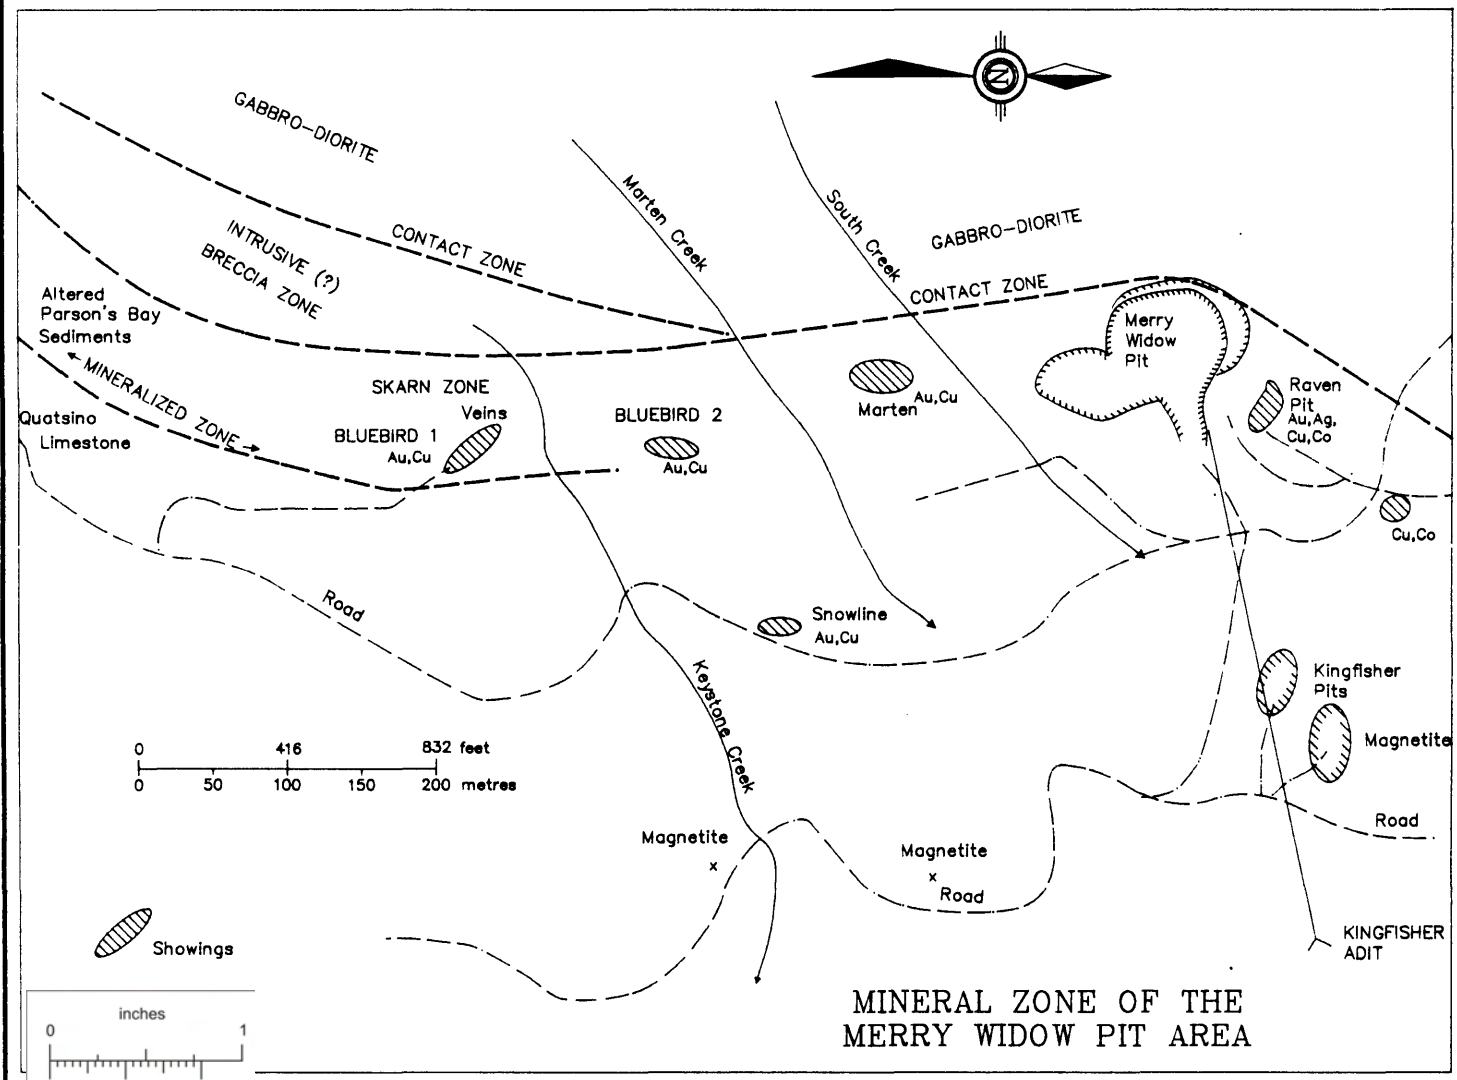 N
GABBRO-DIORITE
Marten Creek
South Creek
GABBRO-DIORITE
INTRUSIVE (?)
BRECCIA ZONE
CONTACT ZONE
CONTACT ZONE
Altered
Parson's Bay
Sediments
Merry
Widow
Pit
MINERALIZED ZONE
SKARN ZONE
Raven
Pit
Au,Ag,
Cu,Co
Quatsino
Limestone
Veins
BLUEBIRD 1
Au,Cu
BLUEBIRD 2
Au,Cu
Au,Cu
Marten
Cu,Co
Road
Snowline
Au,Cu
Keystone Creek
Kingfisher
Pits
Magnetite
0 416 832 feet
0 50 100 150 200 metres
Road
Magnetite
x
Magnetite
x
Road
Showings
KINGFISHER
ADIT
MINERAL ZONE OF THE
MERRY WIDOW PIT AREA
inches
0 1